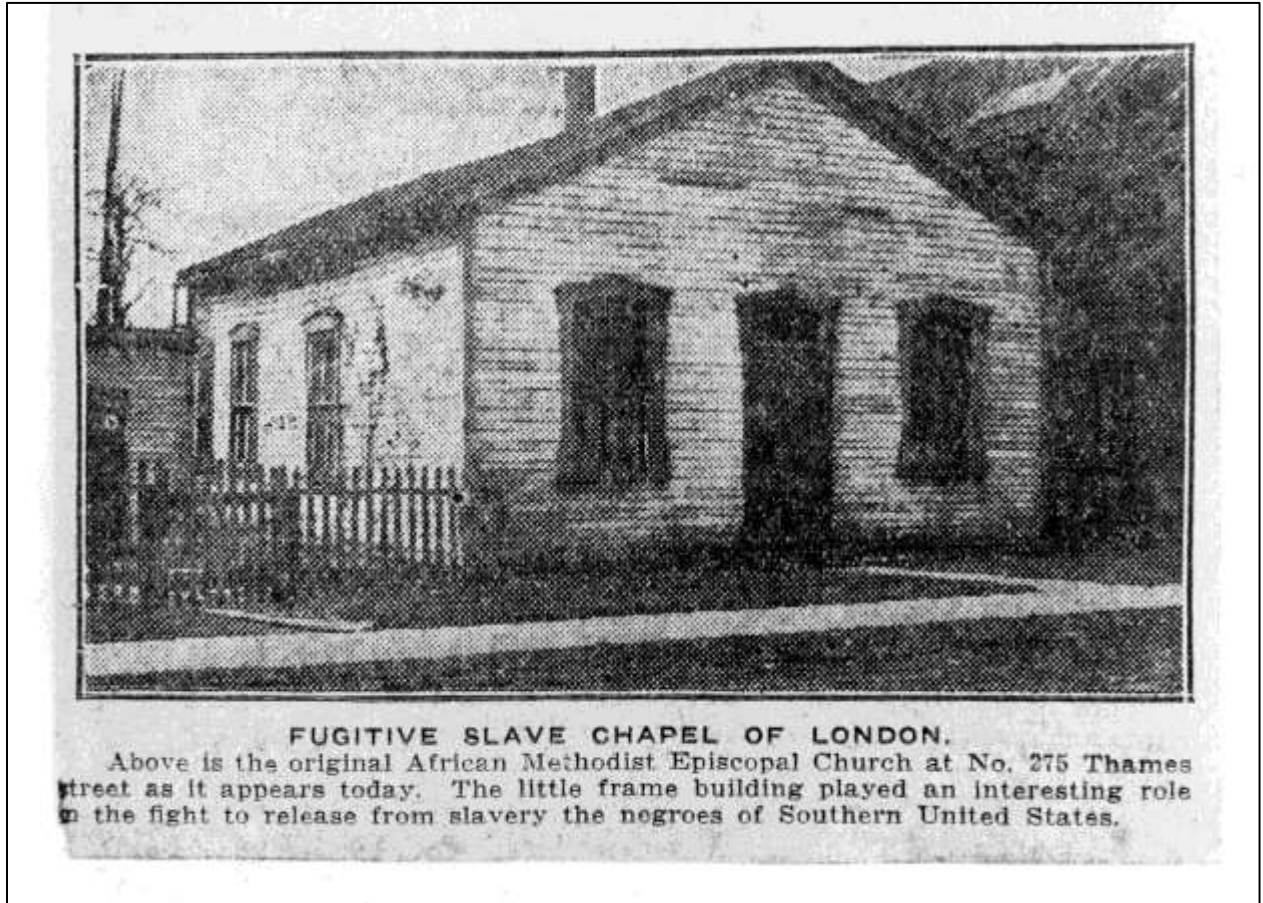 FUGITIVE SLAVE CHAPEL OF LONDON.
Above is the original African Methodist Episcopal Church at No. 275 Thames
street as it appears today. The little frame building played an interesting role
in the fight to release from slavery the negroes of Southern United States.